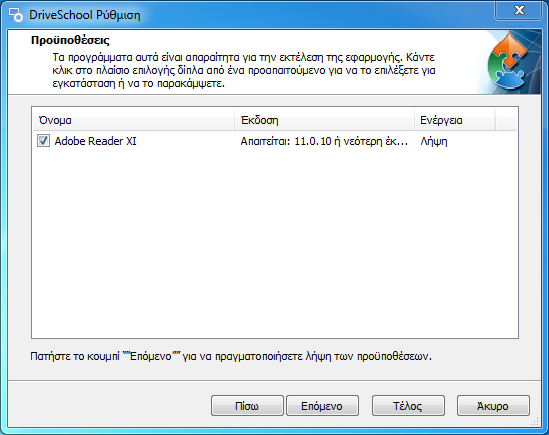 DriveSchool Ρύθμιση
Προϋποθέσεις
Τα προγράμματα αυτά είναι απαραίτητα για την εκτέλεση της εφαρμογής. Κάντε
κλικ στο πλαίσιο επιλογής δίπλα από ένα προαπαιτούμενο για να το επιλέξετε για
εγκατάσταση ή να το παρακάμψετε.
Όνομα Έκδοση Ενέργεια
Adobe Reader XI Απαιτείται: 11.0.10 ή νεότερη έκ... Λήψη
Πατήστε το κουμπί ""Επόμενο"" για να πραγματοποιήσετε λήψη των προϋποθέσεων.
Πίσω Επόμενο Τέλος Άκυρο